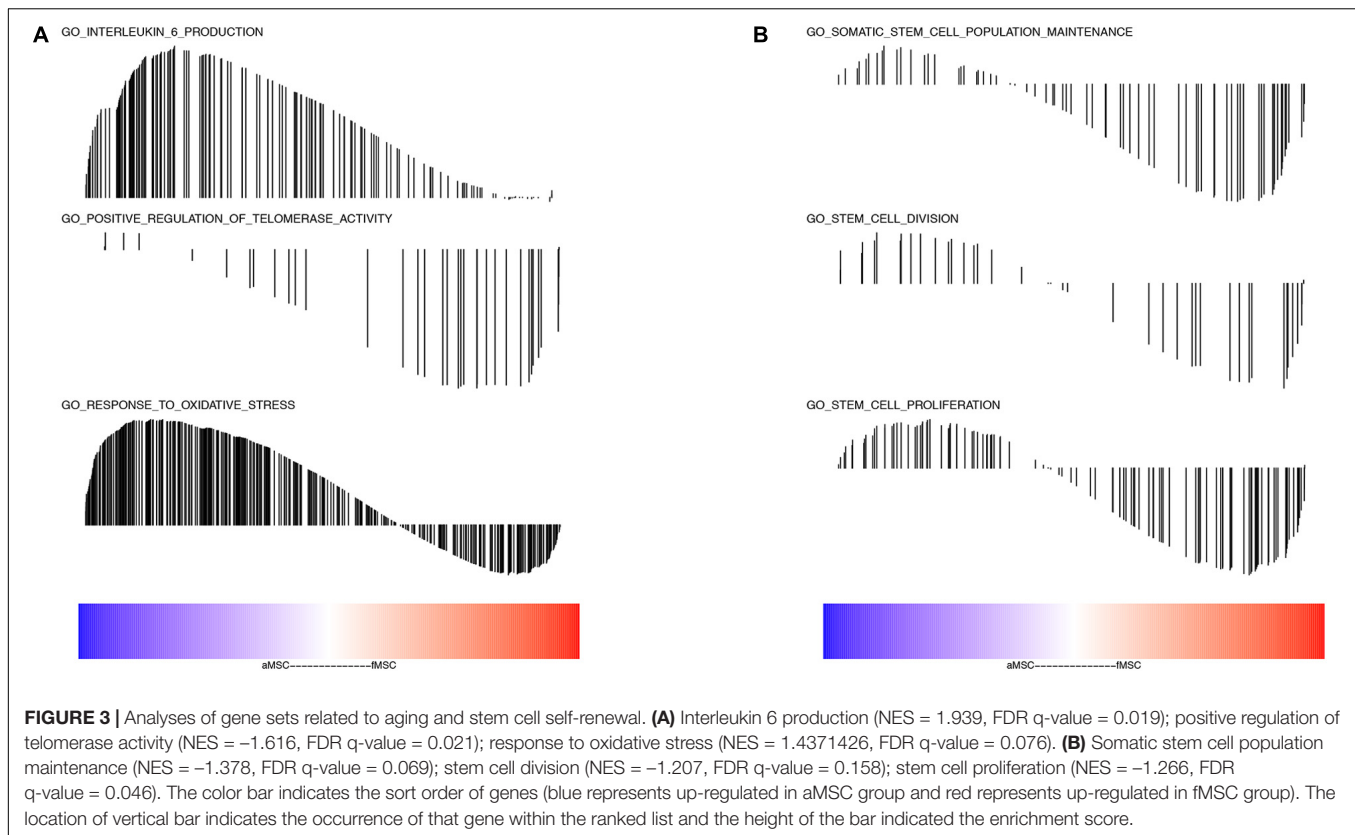 A
GO_INTERLEUKIN_6_PRODUCTION
GO_POSITIVE_REGULATION_OF_TELOMERASE_ACTIVITY
GO_RESPONSE_TO_OXIDATIVE_STRESS
aMSC---------------fMSC
B
GO_SOMATIC_STEM_CELL_POPULATION_MAINTENANCE
GO_STEM_CELL_DIVISION
GO_STEM_CELL_PROLIFERATION
aMSC---------------fMSC
FIGURE 3 | Analyses of gene sets related to aging and stem cell self-renewal. (A) Interleukin 6 production (NES = 1.939, FDR q-value = 0.019); positive regulation of
telomerase activity (NES = –1.616, FDR q-value = 0.021); response to oxidative stress (NES = 1.4371426, FDR q-value = 0.076). (B) Somatic stem cell population
maintenance (NES = –1.378, FDR q-value = 0.069); stem cell division (NES = –1.207, FDR q-value = 0.158); stem cell proliferation (NES = –1.266, FDR
q-value = 0.046). The color bar indicates the sort order of genes (blue represents up-regulated in aMSC group and red represents up-regulated in fMSC group). The
location of vertical bar indicates the occurrence of that gene within the ranked list and the height of the bar indicated the enrichment score.